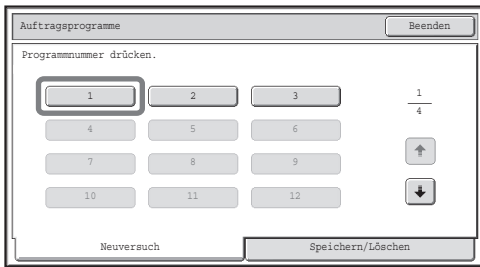 Auftragsprogramme Beenden
Programmnummer drücken.
1 2 3 1
4 5 6 4
7 8 9
10 11 12
Neuversuch Speichern/Löschen